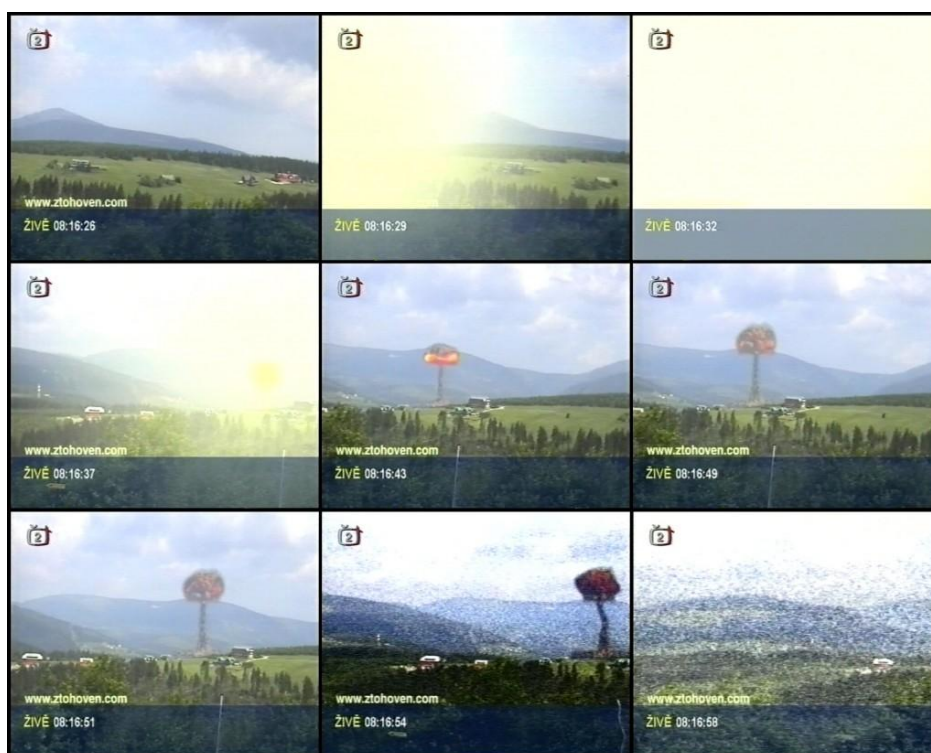 2
www.ztohoven.com
ŽIVĚ 08:16:26
2
ŽIVĚ 08:16:29
2
ŽIVĚ 08:16:32
2
www.ztohoven.com
ŽIVĚ 08:16:37
2
www.ztohoven.com
ŽIVĚ 08:16:43
2
www.ztohoven.com
ŽIVĚ 08:16:49
2
www.ztohoven.com
ŽIVĚ 08:16:51
2
www.ztohoven.com
ŽIVĚ 08:16:54
2
www.ztohoven.com
ŽIVĚ 08:16:58